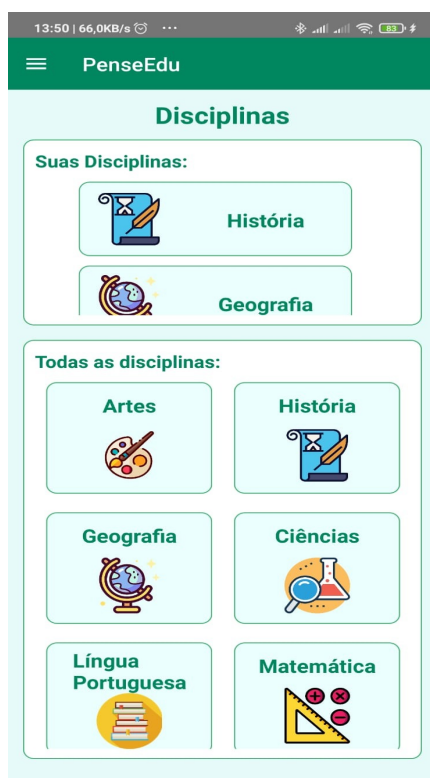 13:50 | 66,0KB/s ... 83
PenseEdu
Disciplinas
Suas Disciplinas:
História
Geografia
Todas as disciplinas:
Artes
História
Geografia
Ciências
Língua
Portuguesa
Matemática